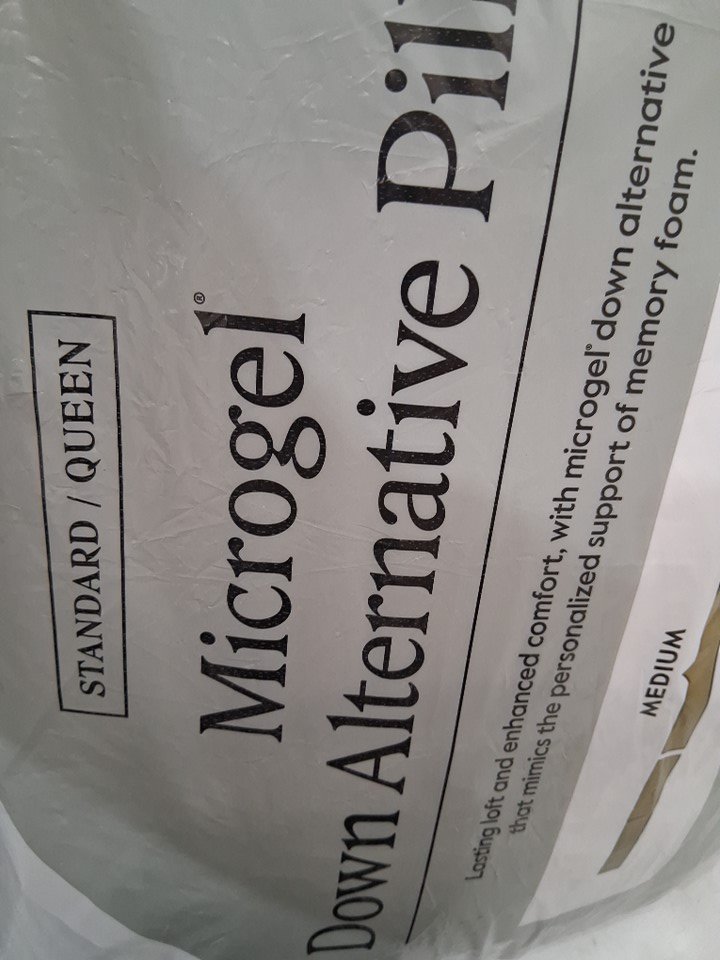 STANDARD / QUEEN
Microgel®
Down Alternative Pill
Lasting loft and enhanced comfort, with microgel® down alternative
that mimics the personalized support of memory foam.
MEDIUM